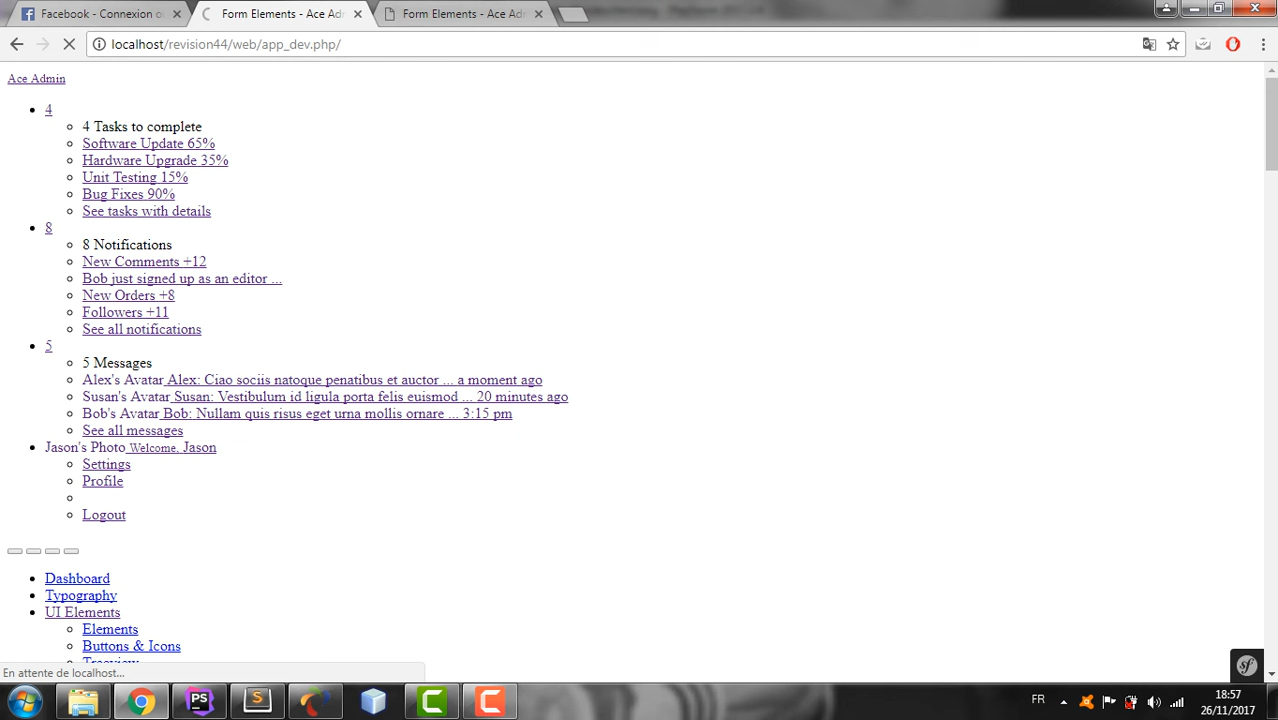 Facebook - Connexion o
Form Elements - Ace Adm
Form Elements - Ace Adm
localhost/revision44/web/app_dev.php/
Ace Admin
4
4 Tasks to complete
Software Update 65%
Hardware Upgrade 35%
Unit Testing 15%
Bug Fixes 90%
See tasks with details
8
8 Notifications
New Comments +12
Bob just signed up as an editor ...
New Orders +8
Followers +11
See all notifications
5
5 Messages
Alex's Avatar Alex: Ciao sociis natoque penatibus et auctor ... a moment ago
Susan's Avatar Susan: Vestibulum id ligula porta felis euismod ... 20 minutes ago
Bob's Avatar Bob: Nullam quis risus eget urna mollis ornare ... 3:15 pm
See all messages
Jason's Photo Welcome, Jason
Settings
Profile
Logout
Dashboard
Typography
UI Elements
Elements
Buttons & Icons
Treeview
En attente de localhost...
FR
18:57
26/11/2017